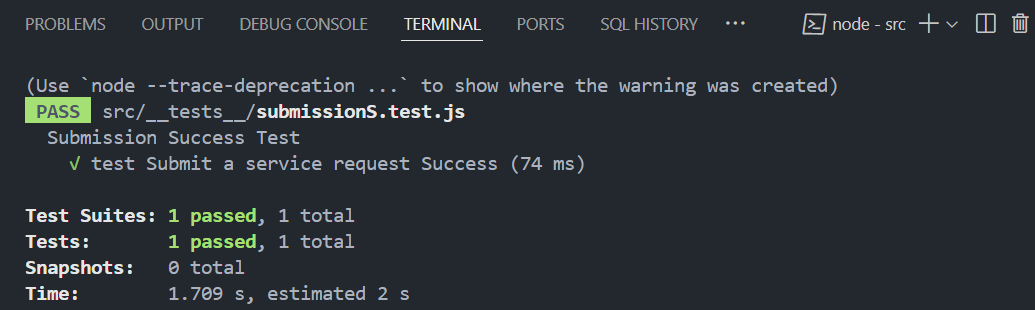 PROBLEMS OUTPUT DEBUG CONSOLE TERMINAL PORTS SQL HISTORY ··· node - src
(Use `node --trace-deprecation ...` to show where the warning was created)
PASS src/__tests__/submissionS.test.js
Submission Success Test
√ test Submit a service request Success (74 ms)
Test Suites: 1 passed, 1 total
Tests: 1 passed, 1 total
Snapshots: 0 total
Time: 1.709 s, estimated 2 s